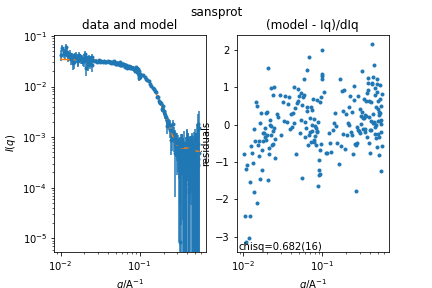 sansprot
data and model
(model - Iq)/dIq
10⁻¹
10⁻²
10⁻³
10⁻⁴
10⁻⁵
I(q)
10⁻²
10⁻¹
q/A⁻¹
2
1
0
−1
−2
−3
residuals
chisq=0.682(16)
10⁻²
10⁻¹
q/A⁻¹